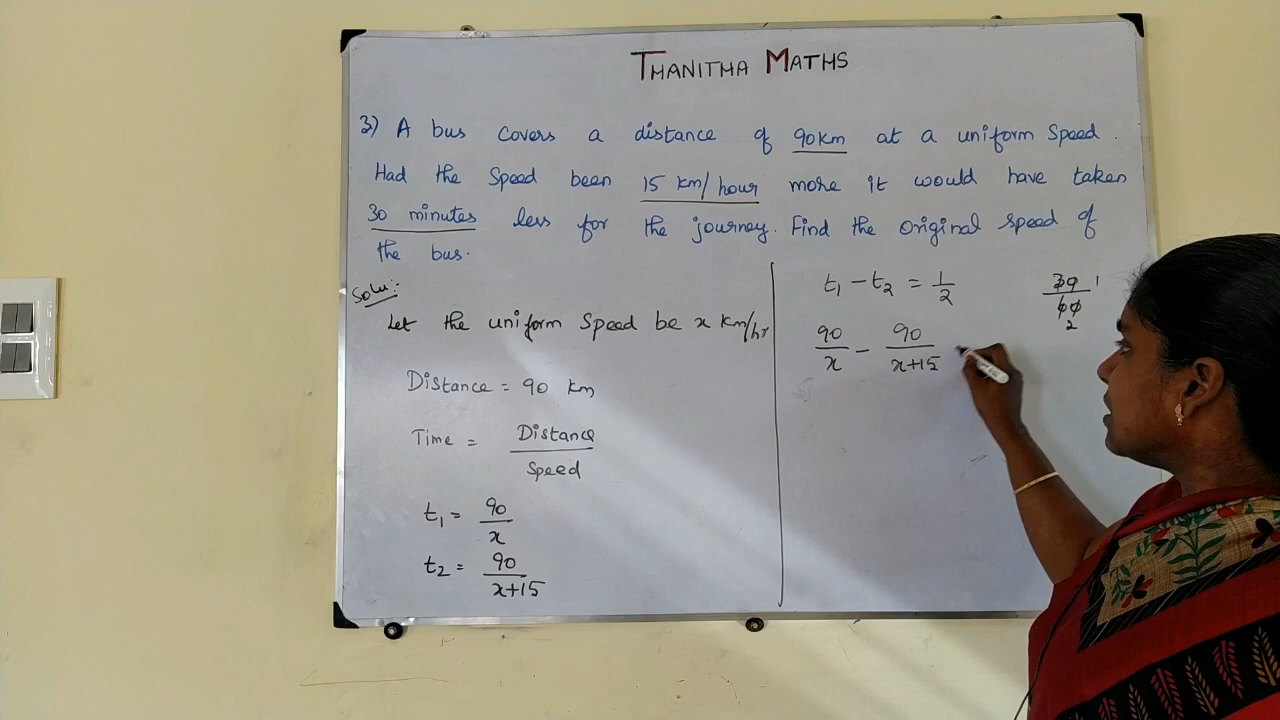 THANITHA MATHS
3) A bus covers a distance of 90km at a uniform Speed.
Had the Speed been 15 km/hour more it would have taken
30 minutes less for the journey. Find the Original speed of
the bus.
Solu:-
Let the uniform Speed be x km/hr
Distance = 90 km
Time = Distance / Speed
t₁ = 90/x
t₂ = 90/(x+15)
t₁ - t₂ = 1/2
30/60 1 2
90/x - 90/(x+15)